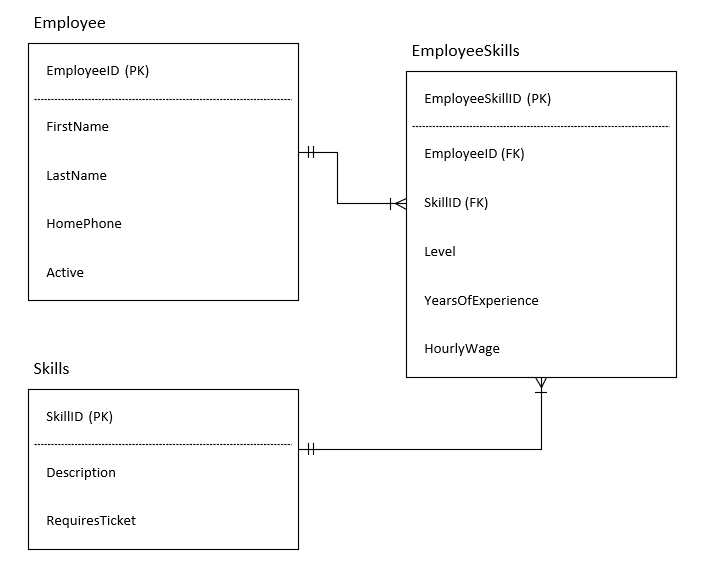 Employee
EmployeeID (PK)
FirstName
LastName
HomePhone
Active
EmployeeSkills
EmployeeSkillID (PK)
EmployeeID (FK)
SkillID (FK)
Level
YearsOfExperience
HourlyWage
Skills
SkillID (PK)
Description
RequiresTicket